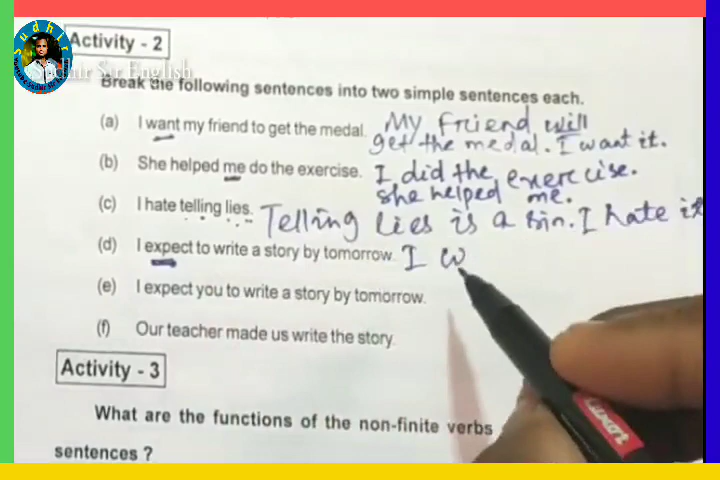 Sudhir
Activity - 2
Sudhir Sir English
Break the following sentences into two simple sentences each.
(a) I want my friend to get the medal. My friend will
get the medal. I want it.
(b) She helped me do the exercise. I did the exercise.
she helped me.
(c) I hate telling lies. Telling lies is a sin. I hate it
(d) I expect to write a story by tomorrow. I w
(e) I expect you to write a story by tomorrow.
(f) Our teacher made us write the story.
Activity - 3
What are the functions of the non-finite verbs
sentences ?